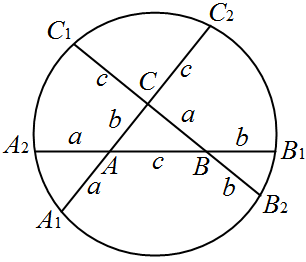 C₁ C₂
c C c
b a
A₂ a A c B b B₁
a b
A₁ B₂